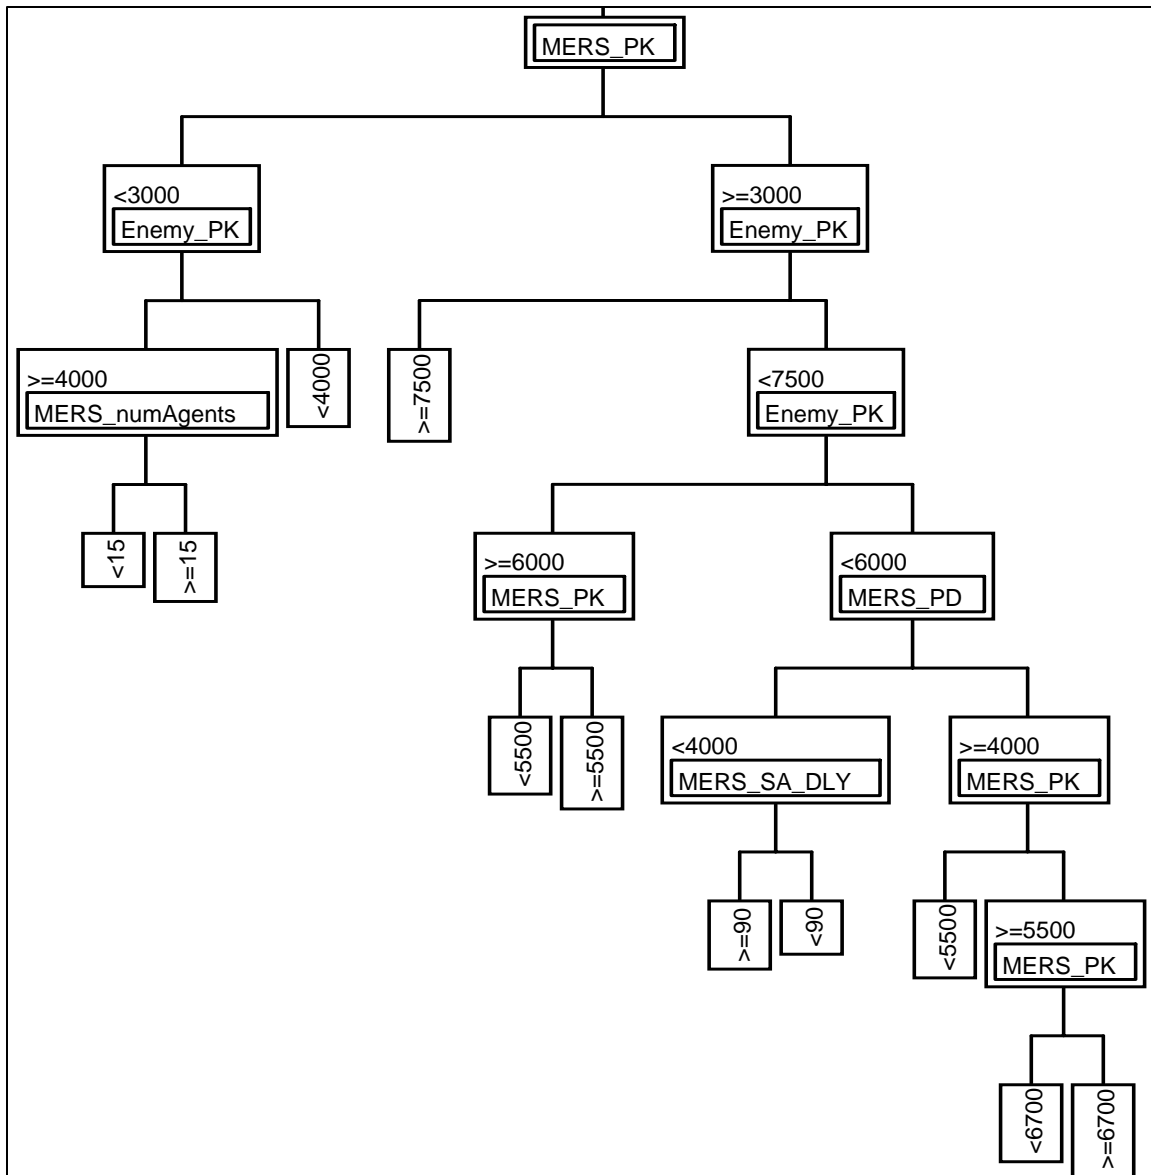 MERS_PK
<3000
Enemy_PK
>=3000
Enemy_PK
>=4000
MERS_numAgents
<4000
>=7500
<7500
Enemy_PK
<15
>=15
>=6000
MERS_PK
<6000
MERS_PD
<5500
>=5500
<4000
MERS_SA_DLY
>=4000
MERS_PK
>=90
<90
<5500
>=5500
MERS_PK
<6700
>=6700